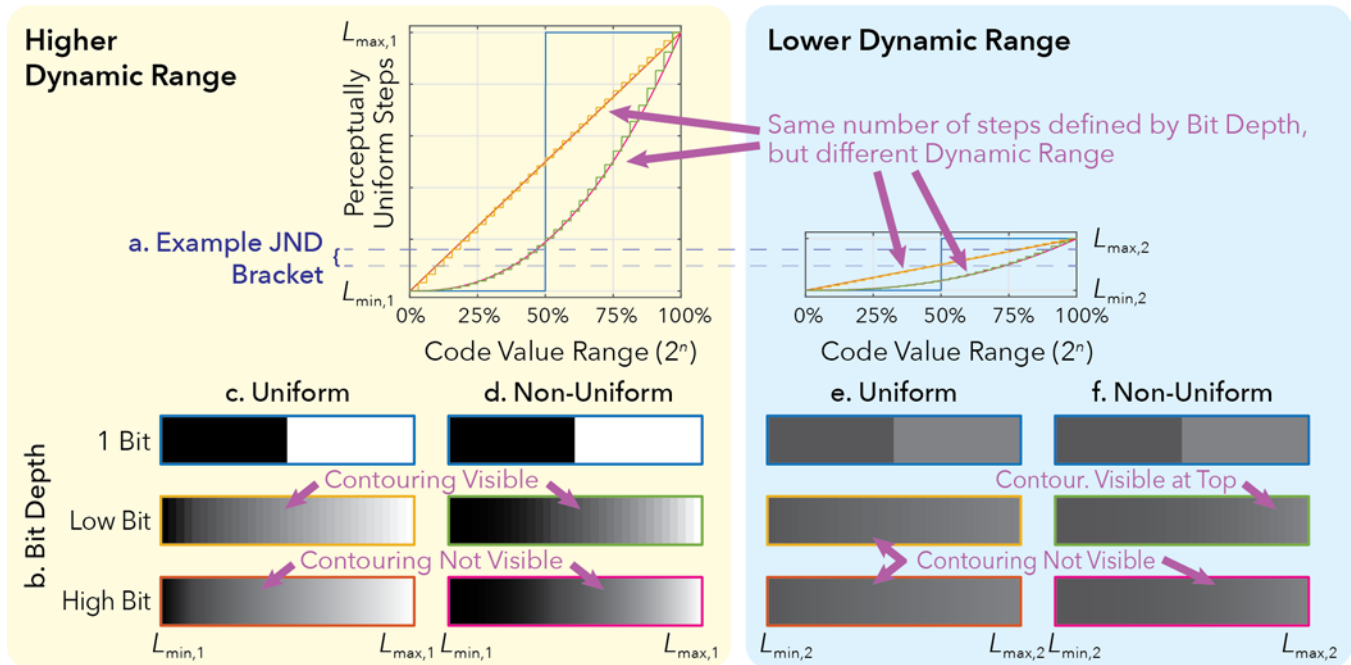 Higher
Dynamic Range
Lower Dynamic Range
Lmax,1
Perceptually
Uniform Steps
Lmin,1
Same number of steps defined by Bit Depth,
but different Dynamic Range
a. Example JND
Bracket {
Lmax,2
Lmin,2
0% 25% 50% 75% 100%
Code Value Range (2ⁿ)
0% 25% 50% 75% 100%
Code Value Range (2ⁿ)
c. Uniform
d. Non-Uniform
e. Uniform
f. Non-Uniform
b. Bit Depth
1 Bit
Contouring Visible
Contour. Visible at Top
Low Bit
Contouring Not Visible
Contouring Not Visible
High Bit
Lmin,1
Lmax,1
Lmin,1
Lmax,1
Lmin,2
Lmax,2
Lmin,2
Lmax,2